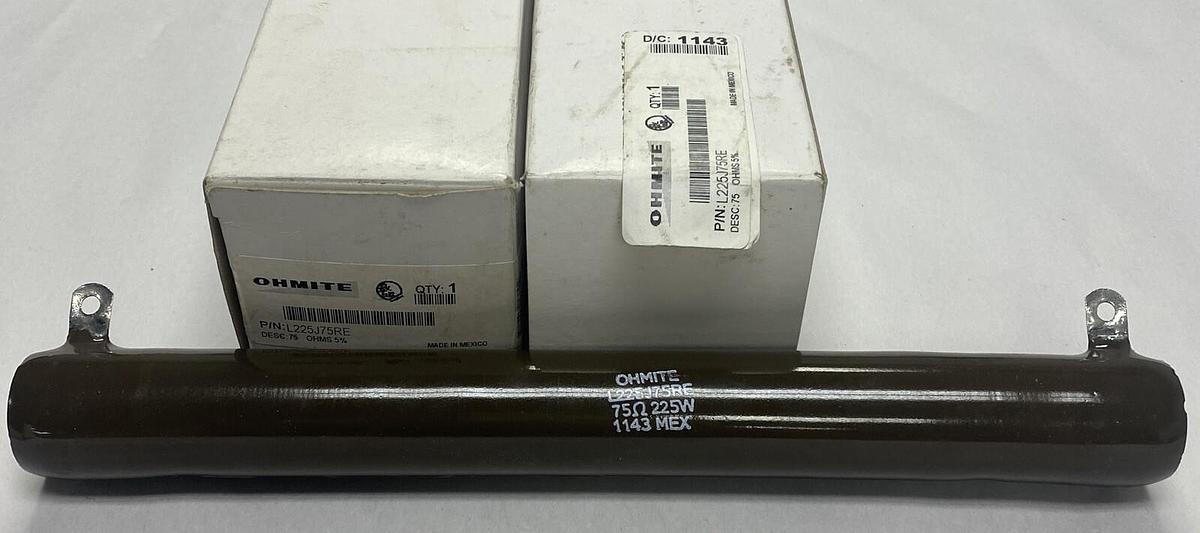 D/C: 1143
OHMITE QTY: 1
P/N: L225J75RE
DESC: 75 OHMS 5%
MADE IN MEXICO
OHMITE QTY: 1
P/N: L225J75RE
DESC: 75 OHMS 5%
MADE IN MEXICO
OHMITE
L225J75RE
75Ω 225W
1143 MEX